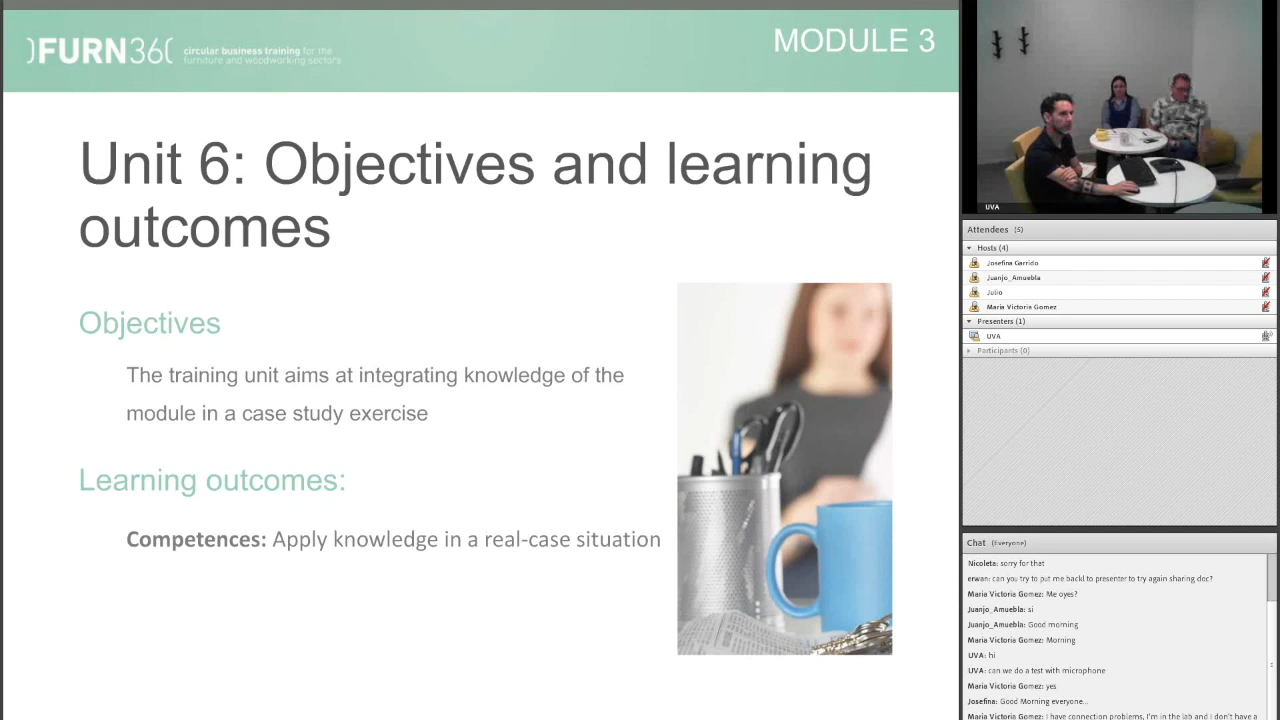 )FURN36(
circular business training for the
furniture and woodworking sectors
MODULE 3
Unit 6: Objectives and learning
outcomes
Objectives
The training unit aims at integrating knowledge of the
module in a case study exercise
Learning outcomes:
Competences: Apply knowledge in a real-case situation
UVA
Attendees (5)
Hosts (4)
Josefina Garrido
Juanjo_Amuebla
Julio
Maria Victoria Gomez
Presenters (1)
UVA
Participants (0)
Chat (Everyone)
Nicoleta: sorry for that
erwan: can you try to put me backl to presenter to try again sharing doc?
Maria Victoria Gomez: Me oyes?
Juanjo_Amuebla: si
Juanjo_Amuebla: Good morning
Maria Victoria Gomez: Morning
UVA: hi
UVA: can we do a test with microphone
Maria Victoria Gomez: yes
Josefina: Good Morning everyone...
Maria Victoria Gomez: I have connection problems, I'm in the lab and I don't have a